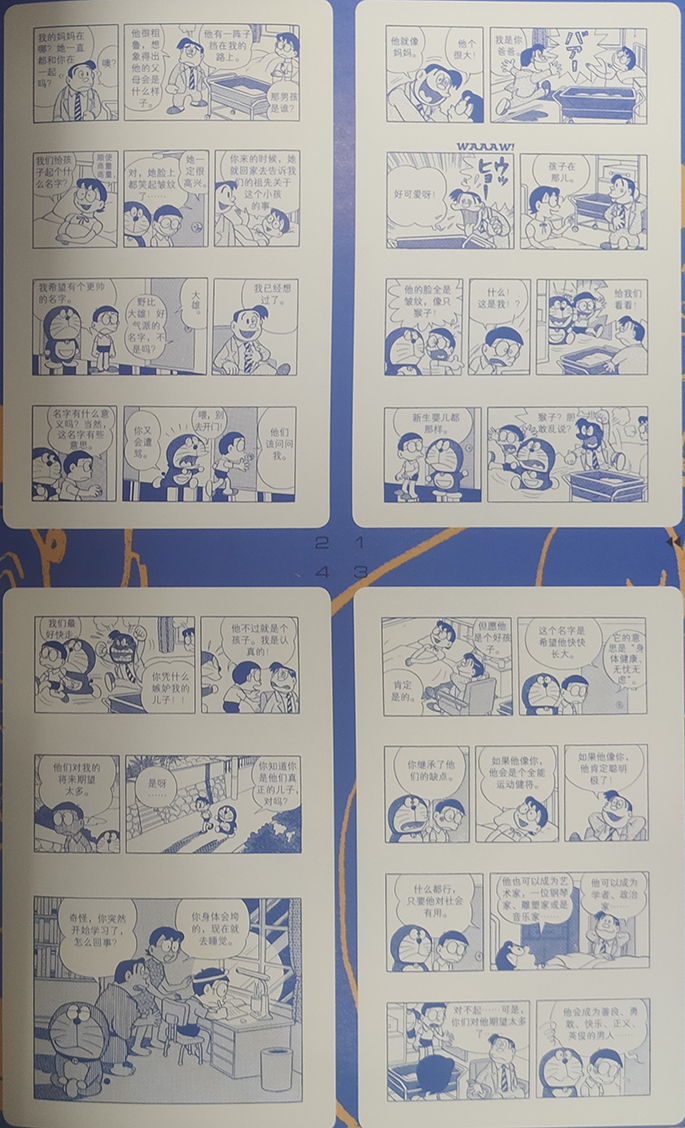 バアー！
我是你
爸爸。
他个
很大！
他就像
妈妈。
孩子在
那儿。
WAAAW!
ウッヒョー
好可爱呀！
给我们
看看！
什么！
这是我！？
他的脸全是
皱纹，像只
猴子！
猴子？胆
敢乱说？
新生婴儿都
那样。
他有一阵子
挡在我的
路上。
那男孩
是谁？
他很粗
鲁，想
象得出
他的父
母会是
什么样
子。
噢？
我的妈妈在
哪？她一直
都和你在
一起
吗？
你来的时候，她
就回家去告诉我
们的祖先关于
这个小孩
的事。
她一
定很
高兴。
对，她脸上
都笑起皱纹
了……
我们给孩
子起个什
么名字？
我已经想
过了。
大
雄。
野比
大雄！好
气派的
名字，不
是吗？
我希望有个更帅
的名字。
他们
该问问
我。
喂，别
去开门！
你又
会遭
骂。
名字有什么意
义吗？当然，
这名字有些
意思。
2 1
4 3
它的意
思是“身
体健康、
无忧无
虑”。
这个名字是
希望他快快
长大。
但愿他
是个好孩
子。
肯定
是的。
如果他像你，
他肯定聪明
极了！
如果他像你，
他会是个全能
运动健将。
你继承了他
们的缺点。
他可以成为
学者、政治
家……
他也可以成为艺
术家，一位钢琴
家、雕塑家或是
音乐家……
什么都行，
只要他对社会
有用。
他会成为善良、勇
敢、快乐、正义、
英俊的男人……
对不起……可是，
你们对他期望太多
了……
他不过就是个
孩子。我是认
真的！
你凭什么
嫉妒我的
儿子！！
我们最
好快走
你知道你
是他们真
正的儿子，
对吗？
是呀
……
他们对我的
将来期望
太多。
你身体会垮
的，现在就
去睡觉。
奇怪，你突然
开始学习了，
怎么回事？